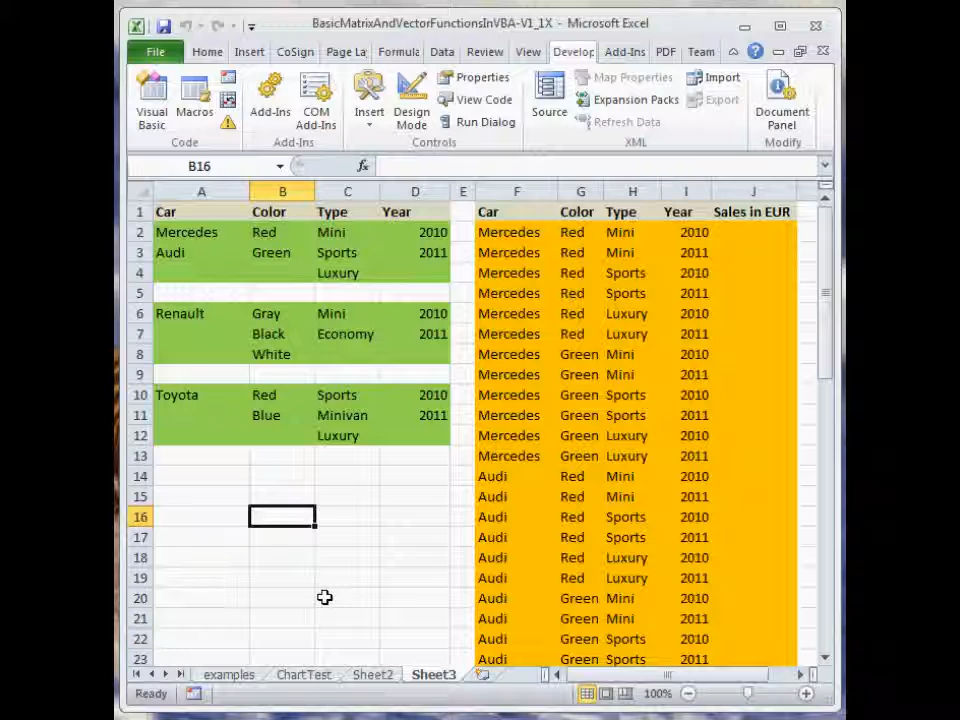 BasicMatrixAndVectorFunctionsInVBA-V1_1X - Microsoft Excel
File Home Insert CoSign Page La Formula Data Review View Develop Add-Ins PDF Team
Visual Basic Macros Add-Ins COM Add-Ins Insert Design Mode Properties View Code Run Dialog Source Map Properties Expansion Packs Refresh Data Import Export Document Panel
Code Add-Ins Controls XML Modify
B16 fx
A B C D E F G H I J
1 Car Color Type Year Car Color Type Year Sales in EUR
2 Mercedes Red Mini 2010 Mercedes Red Mini 2010
3 Audi Green Sports 2011 Mercedes Red Mini 2011
4 Luxury Mercedes Red Sports 2010
5 Mercedes Red Sports 2011
6 Renault Gray Mini 2010 Mercedes Red Luxury 2010
7 Black Economy 2011 Mercedes Red Luxury 2011
8 White Mercedes Green Mini 2010
9 Mercedes Green Mini 2011
10 Toyota Red Sports 2010 Mercedes Green Sports 2010
11 Blue Minivan 2011 Mercedes Green Sports 2011
12 Luxury Mercedes Green Luxury 2010
13 Mercedes Green Luxury 2011
14 Audi Red Mini 2010
15 Audi Red Mini 2011
16 Audi Red Sports 2010
17 Audi Red Sports 2011
18 Audi Red Luxury 2010
19 Audi Red Luxury 2011
20 Audi Green Mini 2010
21 Audi Green Mini 2011
22 Audi Green Sports 2010
23 Audi Green Sports 2011
examples ChartTest Sheet2 Sheet3
Ready 100%